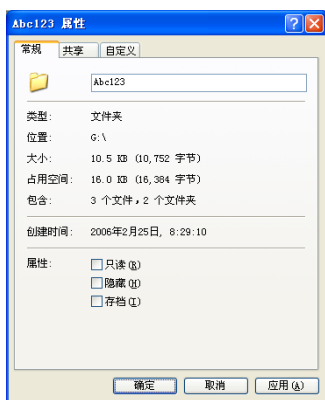 Abc123 属性
常规 共享 自定义
Abc123
类型: 文件夹
位置: G:\
大小: 10.5 KB (10,752 字节)
占用空间: 16.0 KB (16,384 字节)
包含: 3 个文件，2 个文件夹
创建时间: 2006年2月25日, 8:29:10
属性: 只读(R)
隐藏(H)
存档(I)
确定 取消 应用(A)